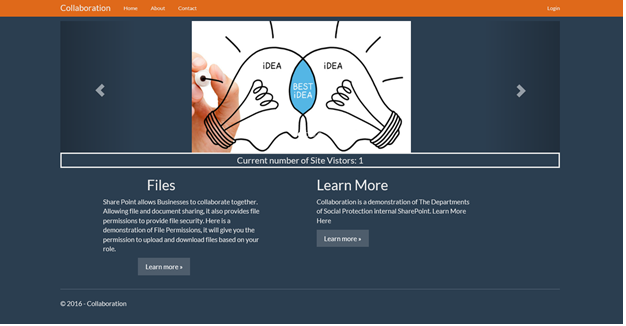 Collaboration Home About Contact Login
iDEA iDEA
BEST
iDEA
Current number of Site Vistors: 1
Files
Share Point allows Businesses to collaborate together.
Allowing file and document sharing, it also provides file
permissions to provide file security. Here is a
demonstration of File Permissions, it will give you the
permission to upload and download files based on your
role.
Learn more »
Learn More
Collaboration is a demonstration of The Departments
of Social Protection internal SharePoint. Learn More
Here
Learn more »
© 2016 - Collaboration